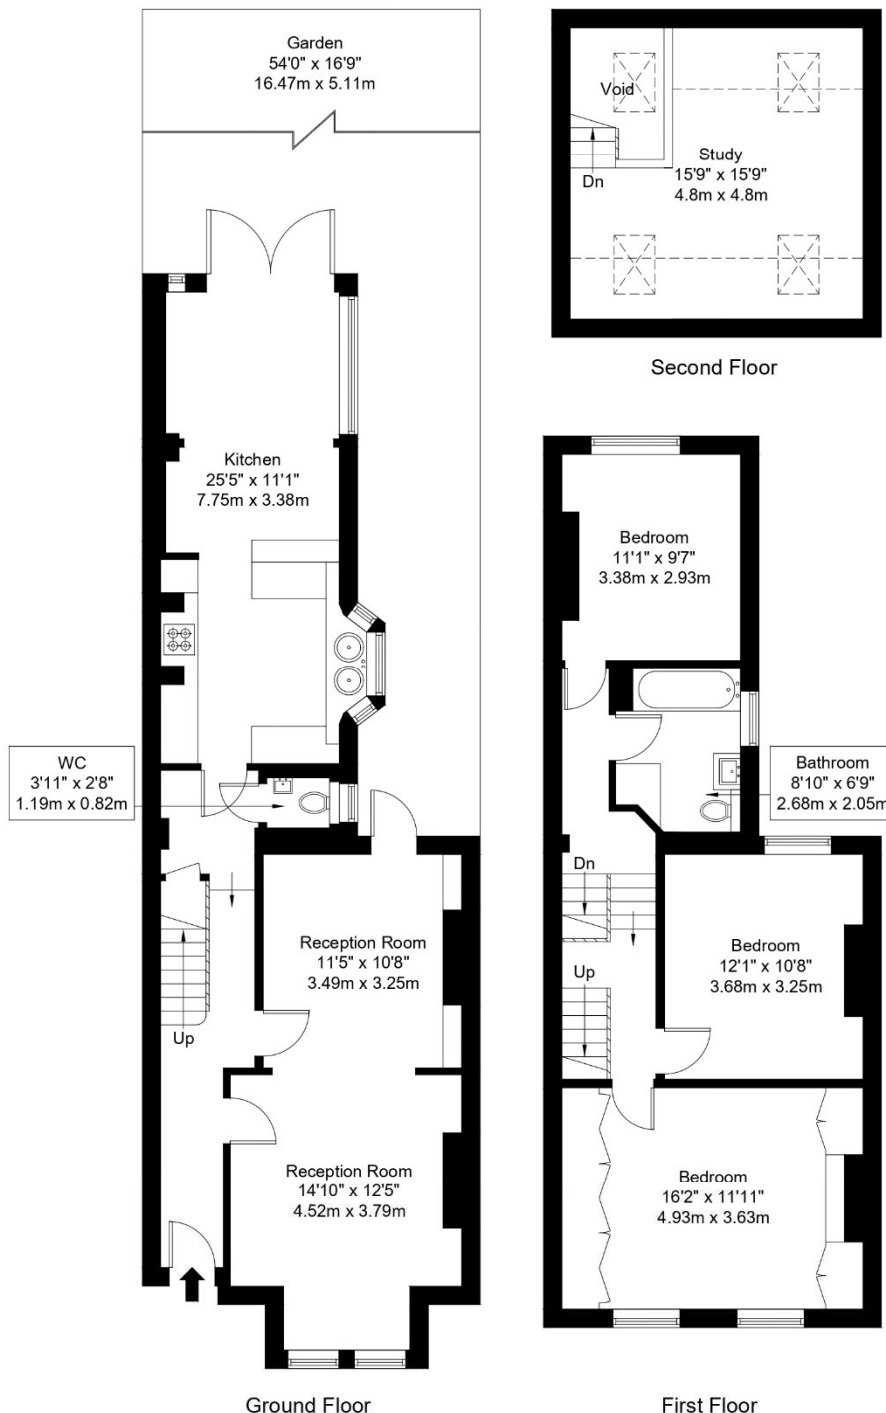 Garden
54'0" x 16'9"
16.47m x 5.11m
Void
Study
15'9" x 15'9"
4.8m x 4.8m
Dn
Second Floor
Kitchen
25'5" x 11'1"
7.75m x 3.38m
WC
3'11" x 2'8"
1.19m x 0.82m
Reception Room
11'5" x 10'8"
3.49m x 3.25m
Up
Reception Room
14'10" x 12'5"
4.52m x 3.79m
Ground Floor
Bedroom
11'1" x 9'7"
3.38m x 2.93m
Bathroom
8'10" x 6'9"
2.68m x 2.05m
Dn
Up
Bedroom
12'1" x 10'8"
3.68m x 3.25m
Bedroom
16'2" x 11'11"
4.93m x 3.63m
First Floor